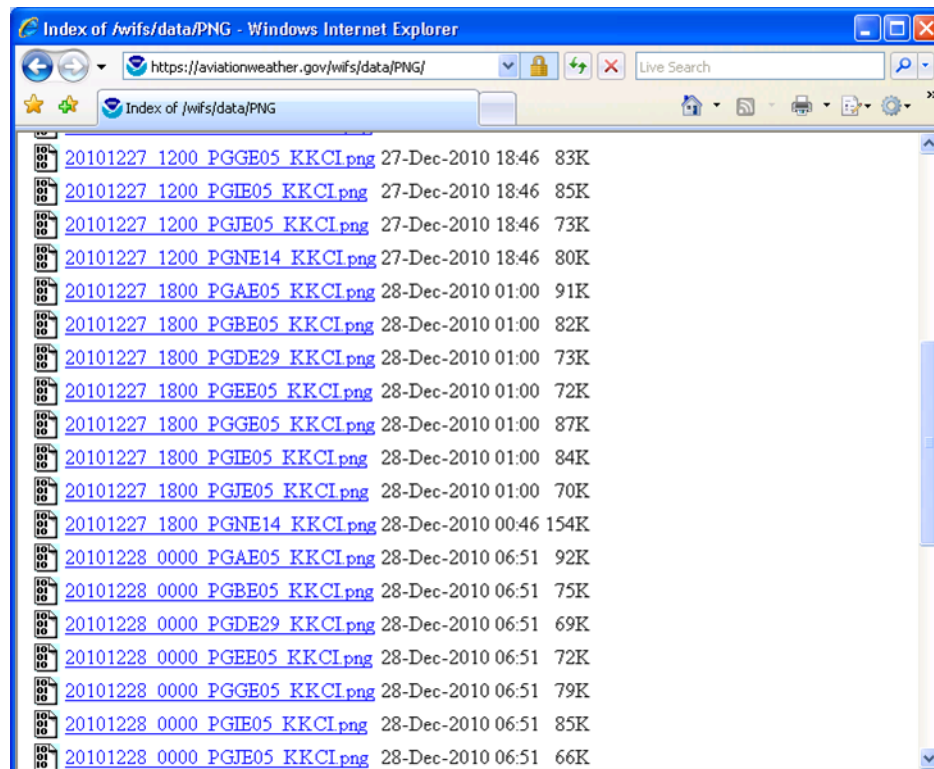 Index of /wifs/data/PNG - Windows Internet Explorer
https://aviationweather.gov/wifs/data/PNG/ Live Search
Index of /wifs/data/PNG
20101227_1200_PGGE05_KKCI.png 27-Dec-2010 18:46 83K
20101227_1200_PGIE05_KKCI.png 27-Dec-2010 18:46 85K
20101227_1200_PGJE05_KKCI.png 27-Dec-2010 18:46 73K
20101227_1200_PGNE14_KKCI.png 27-Dec-2010 18:46 80K
20101227_1800_PGAE05_KKCI.png 28-Dec-2010 01:00 91K
20101227_1800_PGBE05_KKCI.png 28-Dec-2010 01:00 82K
20101227_1800_PGDE29_KKCI.png 28-Dec-2010 01:00 73K
20101227_1800_PGEE05_KKCI.png 28-Dec-2010 01:00 72K
20101227_1800_PGGE05_KKCI.png 28-Dec-2010 01:00 87K
20101227_1800_PGIE05_KKCI.png 28-Dec-2010 01:00 84K
20101227_1800_PGJE05_KKCI.png 28-Dec-2010 01:00 70K
20101227_1800_PGNE14_KKCI.png 28-Dec-2010 00:46 154K
20101228_0000_PGAE05_KKCI.png 28-Dec-2010 06:51 92K
20101228_0000_PGBE05_KKCI.png 28-Dec-2010 06:51 75K
20101228_0000_PGDE29_KKCI.png 28-Dec-2010 06:51 69K
20101228_0000_PGEE05_KKCI.png 28-Dec-2010 06:51 72K
20101228_0000_PGGE05_KKCI.png 28-Dec-2010 06:51 79K
20101228_0000_PGIE05_KKCI.png 28-Dec-2010 06:51 85K
20101228_0000_PGJE05_KKCI.png 28-Dec-2010 06:51 66K